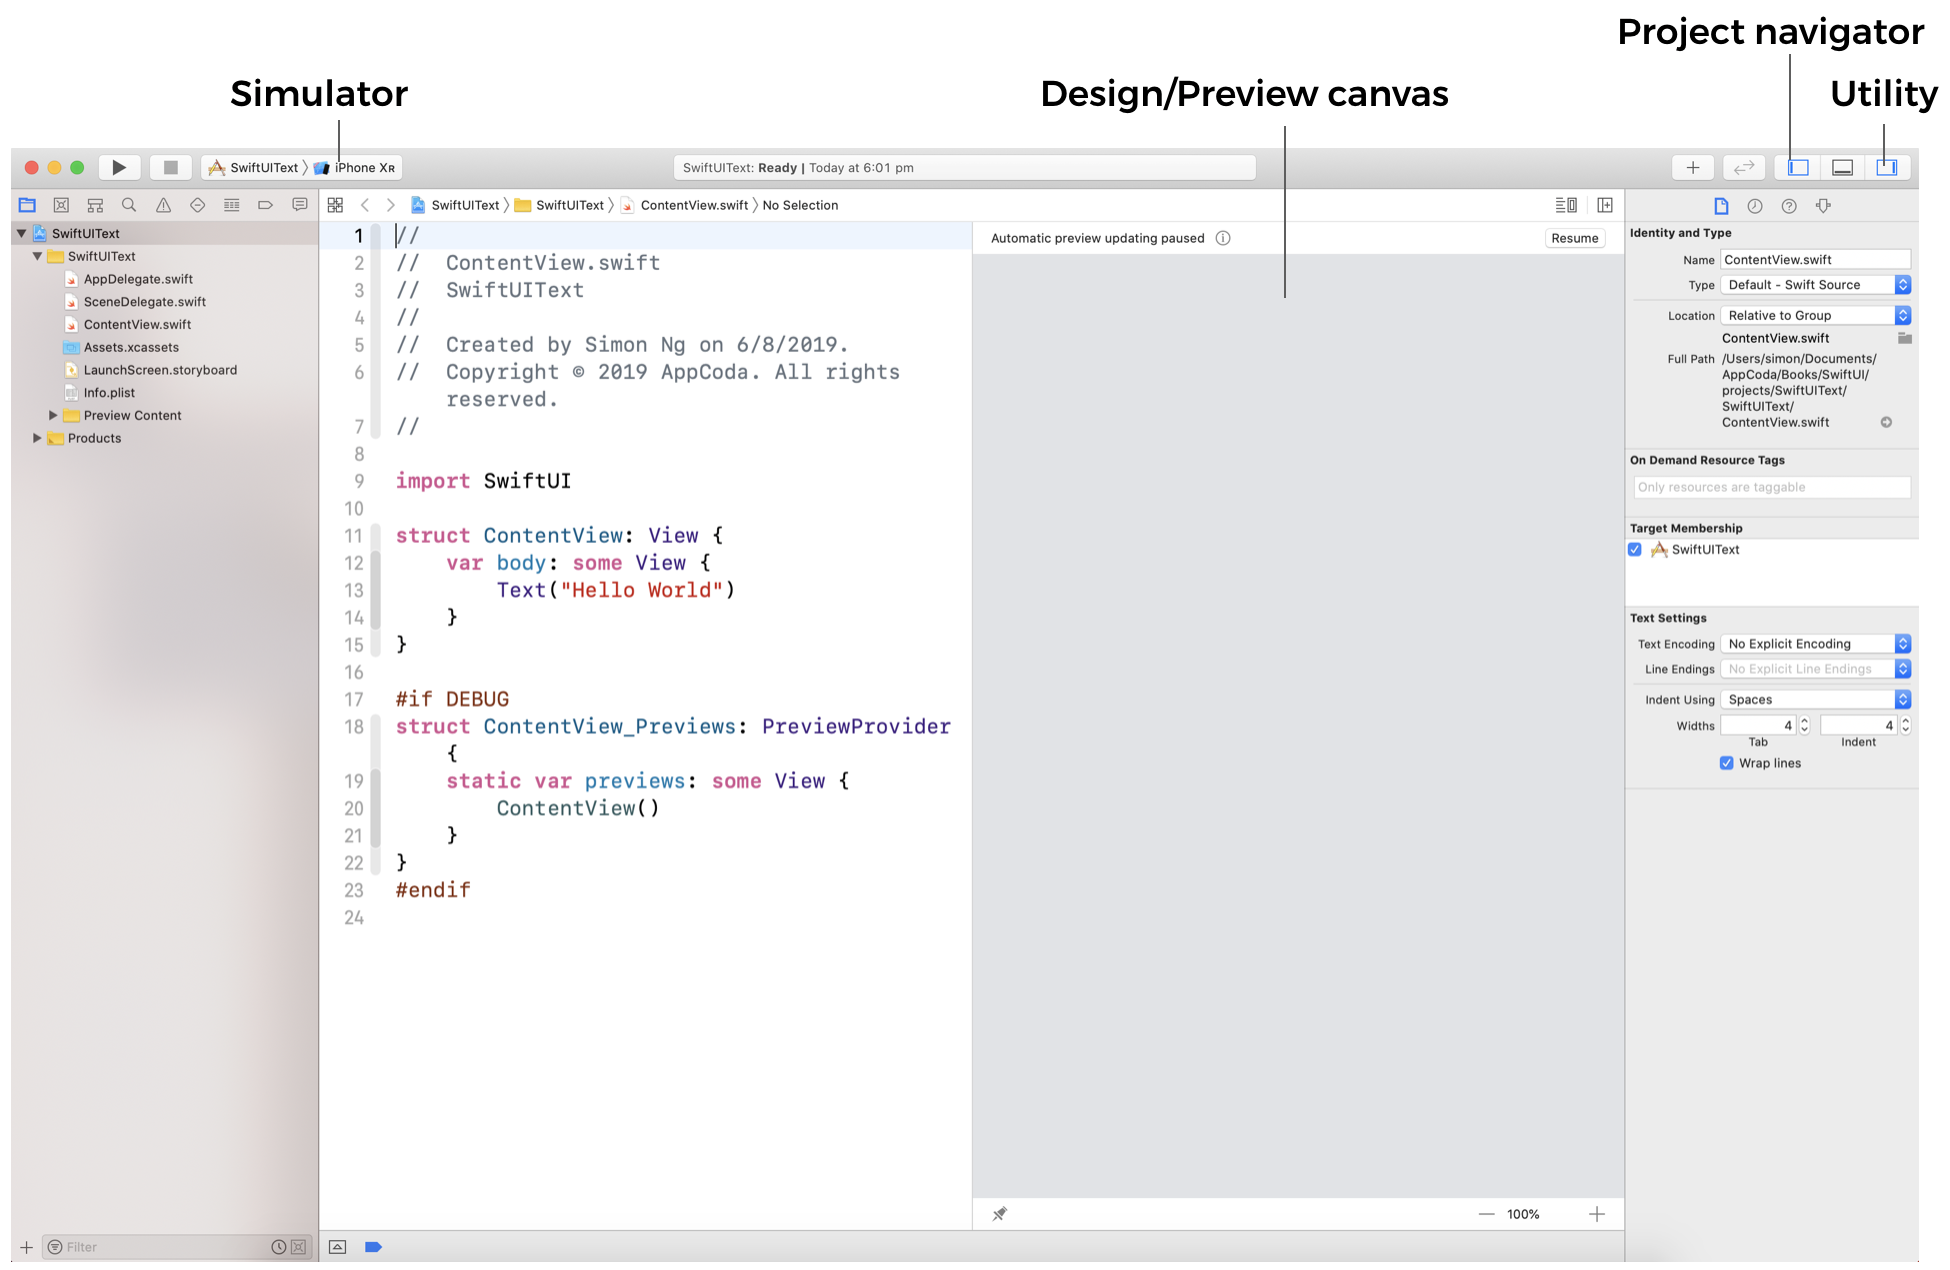 Project navigator
Simulator
Design/Preview canvas
Utility
SwiftUIText
iPhone XR
SwiftUIText: Ready | Today at 6:01 pm
SwiftUIText
SwiftUIText
ContentView.swift
No Selection
SwiftUIText
SwiftUIText
AppDelegate.swift
SceneDelegate.swift
ContentView.swift
Assets.xcassets
LaunchScreen.storyboard
Info.plist
Preview Content
Products
Filter
1 //
2 //  ContentView.swift
3 //  SwiftUIText
4 //
5 //  Created by Simon Ng on 6/8/2019.
6 //  Copyright © 2019 AppCoda. All rights
reserved.
7 //
8
9 import SwiftUI
10
11 struct ContentView: View {
12     var body: some View {
13         Text("Hello World")
14     }
15 }
16
17 #if DEBUG
18 struct ContentView_Previews: PreviewProvider
{
19     static var previews: some View {
20         ContentView()
21     }
22 }
23 #endif
24
Automatic preview updating paused
Resume
100%
Identity and Type
Name ContentView.swift
Type Default - Swift Source
Location Relative to Group
ContentView.swift
Full Path /Users/simon/Documents/
AppCoda/Books/SwiftUI/
projects/SwiftUIText/
SwiftUIText/
ContentView.swift
On Demand Resource Tags
Only resources are taggable
Target Membership
SwiftUIText
Text Settings
Text Encoding No Explicit Encoding
Line Endings No Explicit Line Endings
Indent Using Spaces
Widths 4 4
Tab Indent
Wrap lines